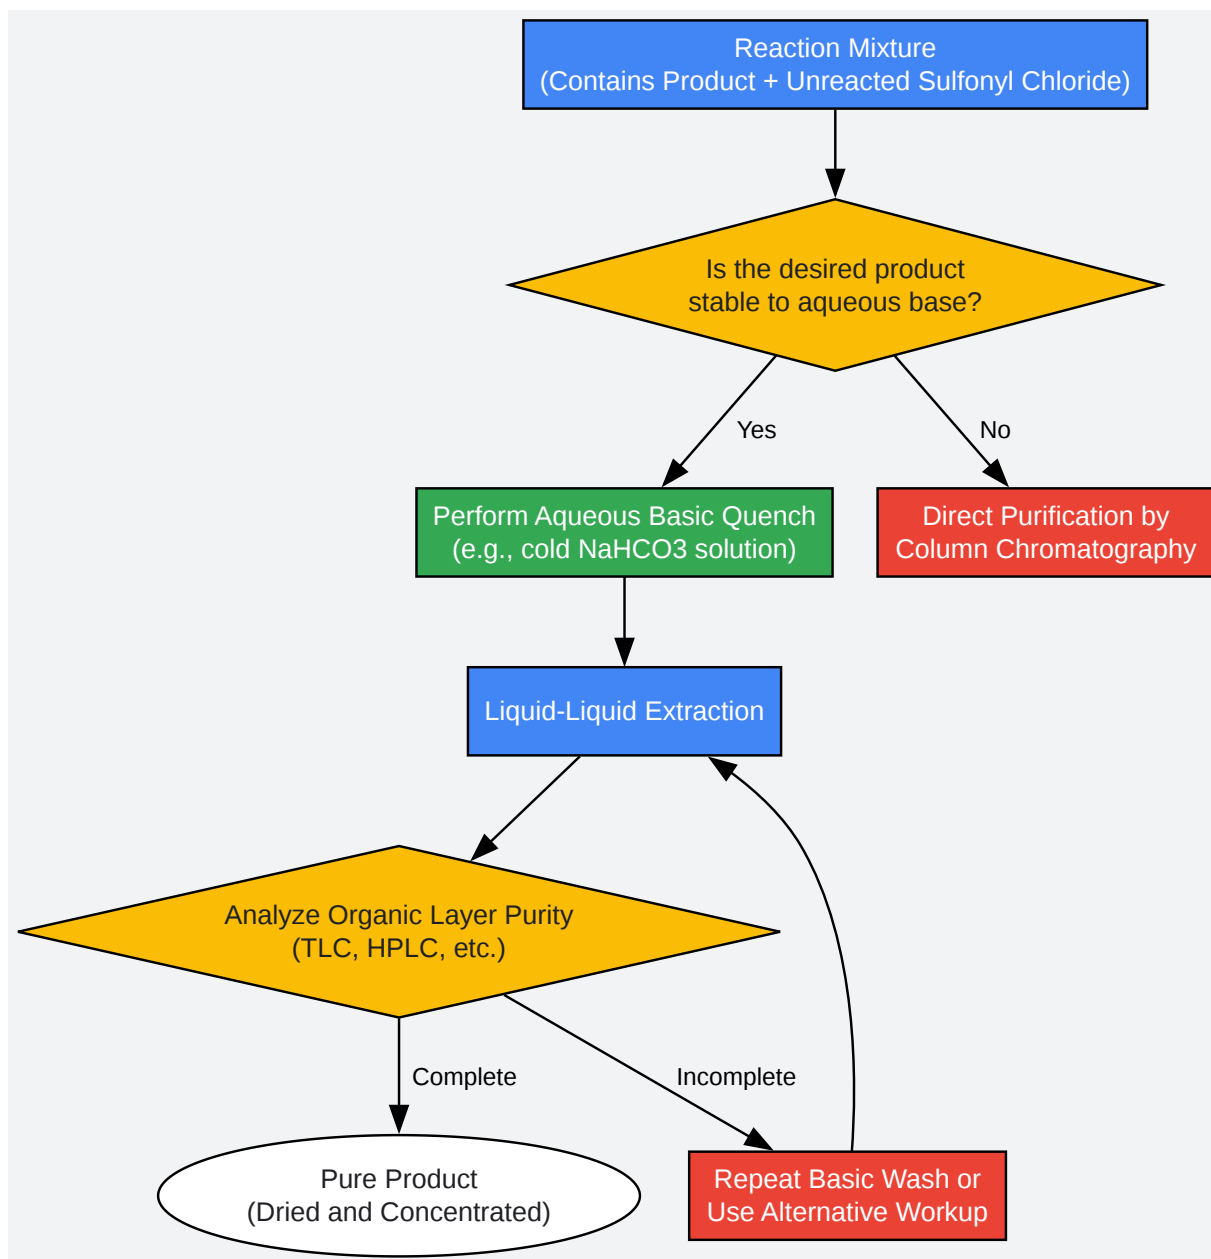 Reaction Mixture
(Contains Product + Unreacted Sulfonyl Chloride)
Is the desired product
stable to aqueous base?
Yes
No
Perform Aqueous Basic Quench
(e.g., cold NaHCO3 solution)
Direct Purification by
Column Chromatography
Liquid-Liquid Extraction
Analyze Organic Layer Purity
(TLC, HPLC, etc.)
Complete
Incomplete
Pure Product
(Dried and Concentrated)
Repeat Basic Wash or
Use Alternative Workup